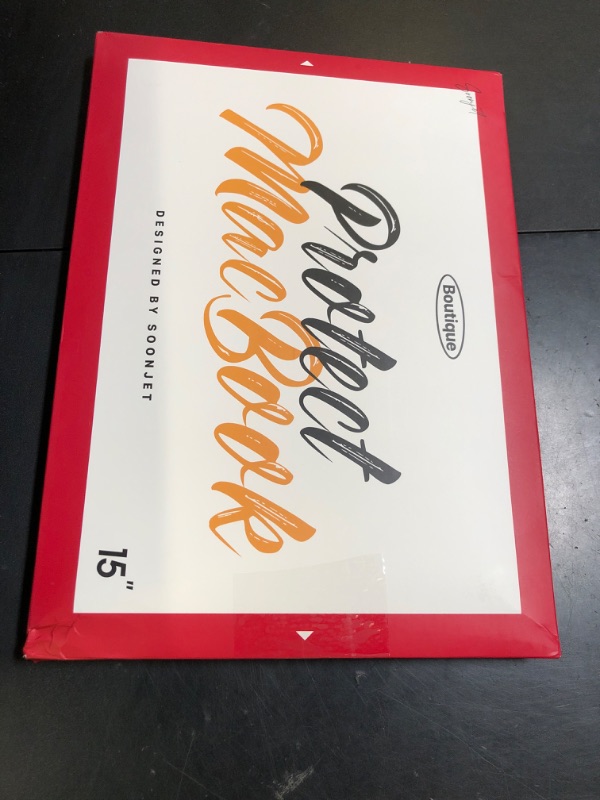 Boutique
Protect
MacBook
DESIGNED BY SOONJET
15"